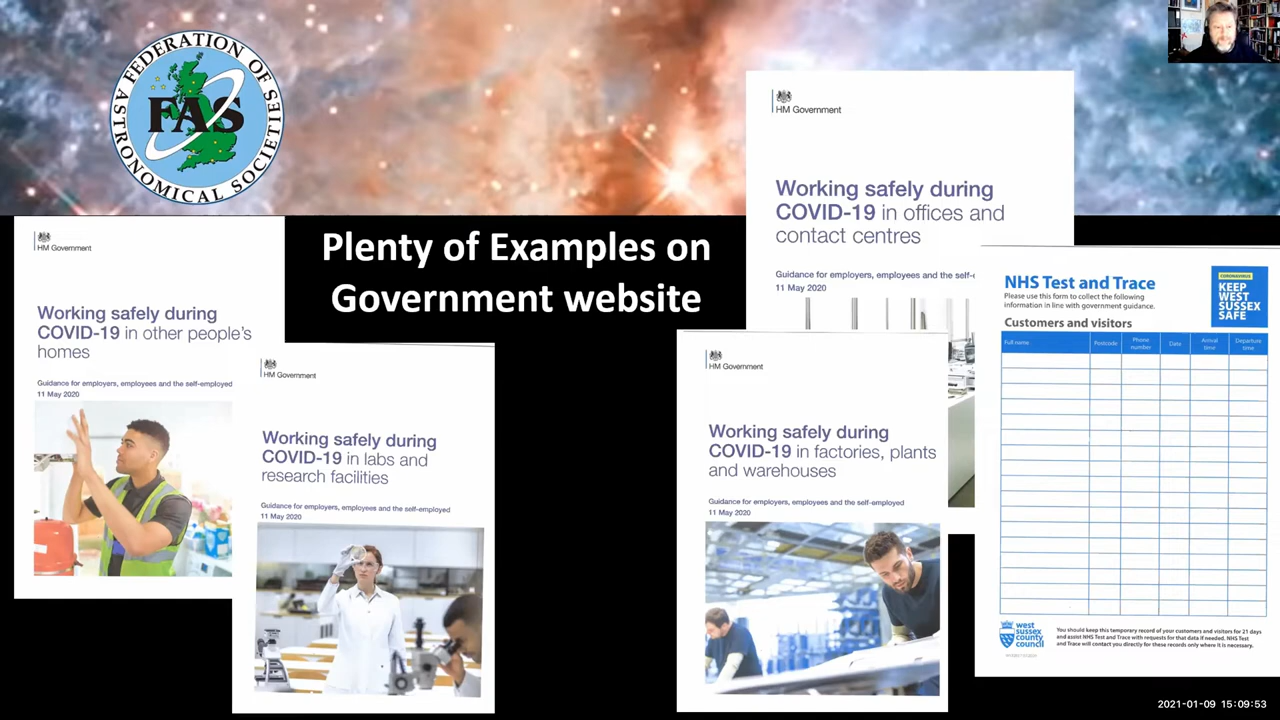 FEDERATION OF ASTRONOMICAL SOCIETIES
FAS
Plenty of Examples on
Government website
HM Government
Working safely during
COVID-19 in other people's
homes
Guidance for employers, employees and the self-employed
11 May 2020
HM Government
Working safely during
COVID-19 in labs and
research facilities
Guidance for employers, employees and the self-employed
11 May 2020
HM Government
Working safely during
COVID-19 in offices and
contact centres
Guidance for employers, employees and the self-
11 May 2020
HM Government
Working safely during
COVID-19 in factories, plants
and warehouses
Guidance for employers, employees and the self-employed
11 May 2020
NHS Test and Trace
Please use this form to collect the following
information in line with government guidance.
Customers and visitors
CORONAVIRUS
KEEP
WEST
SUSSEX
SAFE
Full name Postcode Phone number Date Arrival time Departure time
west
sussex
county
council
You should keep this temporary record of your customers and visitors for 21 days
and assist NHS Test and Trace with requests for that data if needed. NHS Test
and Trace will contact you directly for these records only where it is necessary.
2021-01-09 15:09:53